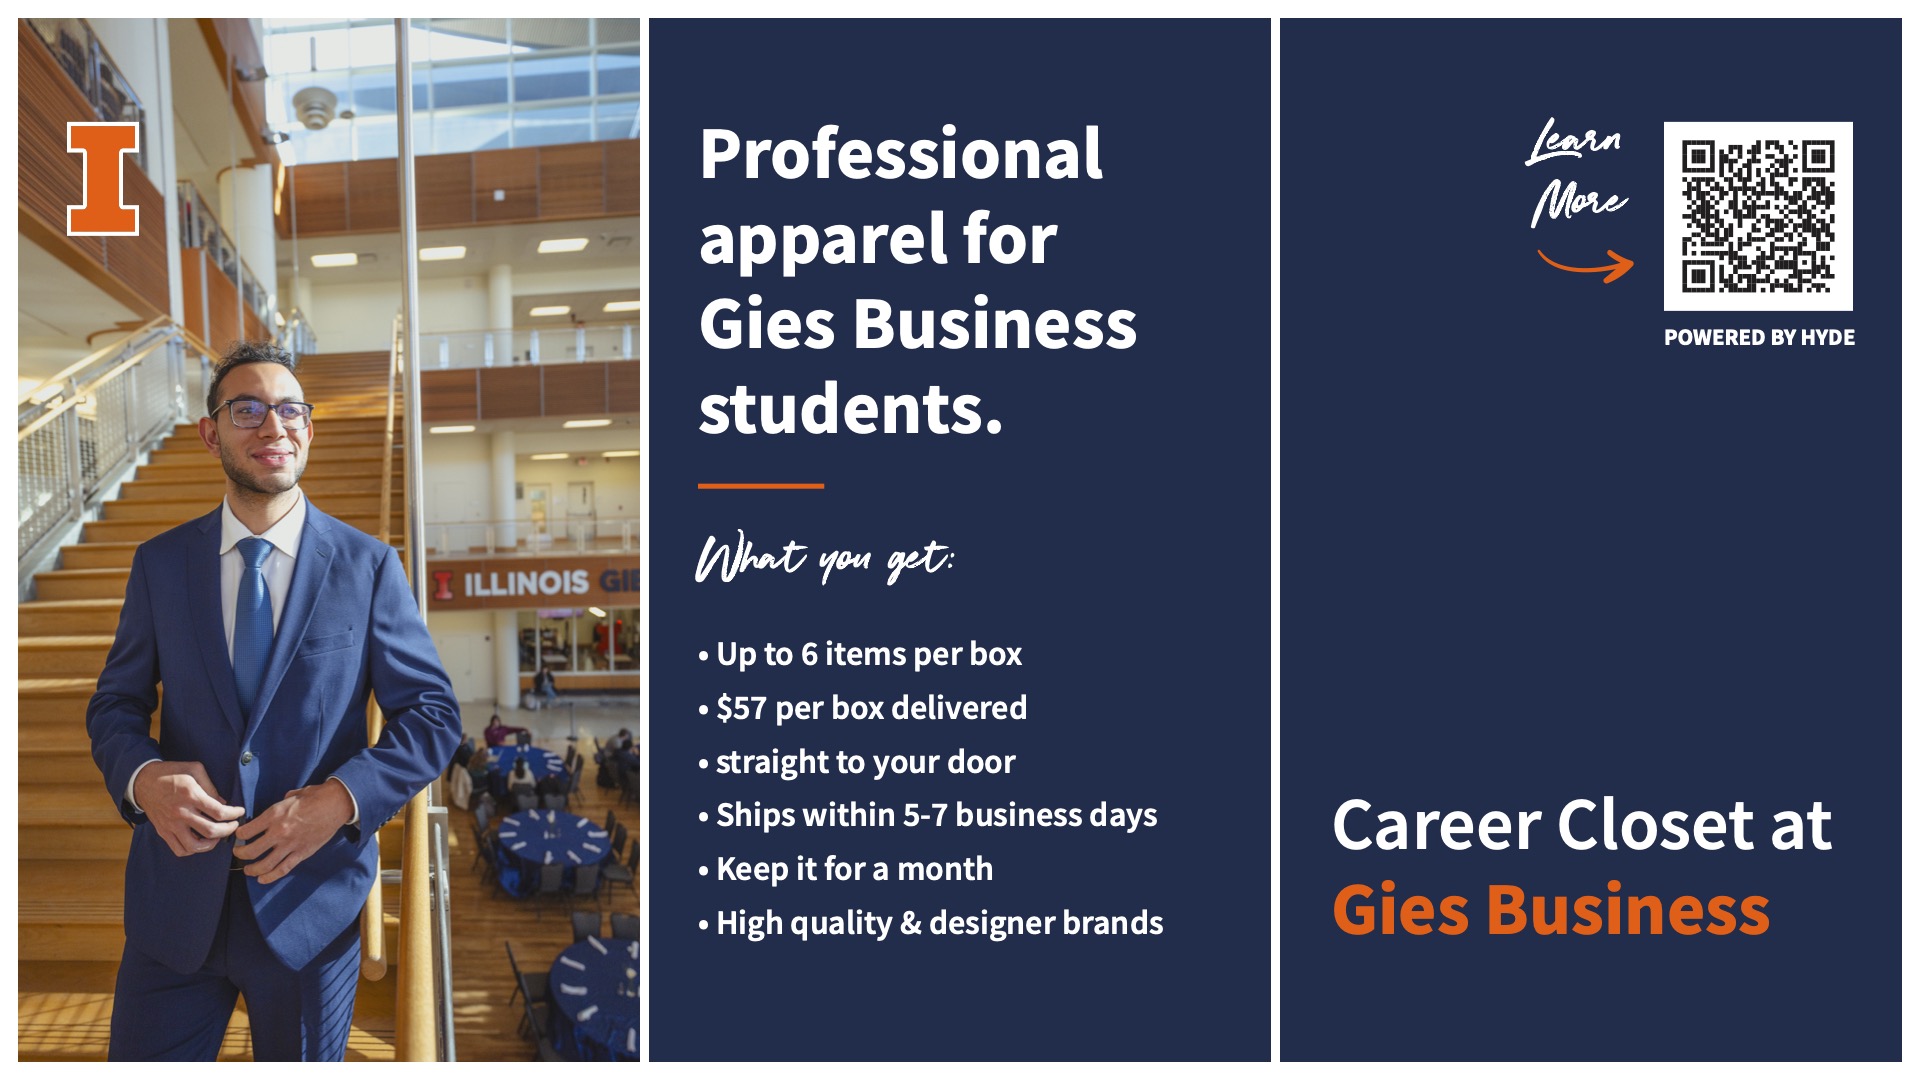 I
I ILLINOIS GIE
Professional
apparel for
Gies Business
students.
What you get:
• Up to 6 items per box
• $57 per box delivered
• straight to your door
• Ships within 5-7 business days
• Keep it for a month
• High quality & designer brands
Learn
More
POWERED BY HYDE
Career Closet at
Gies Business